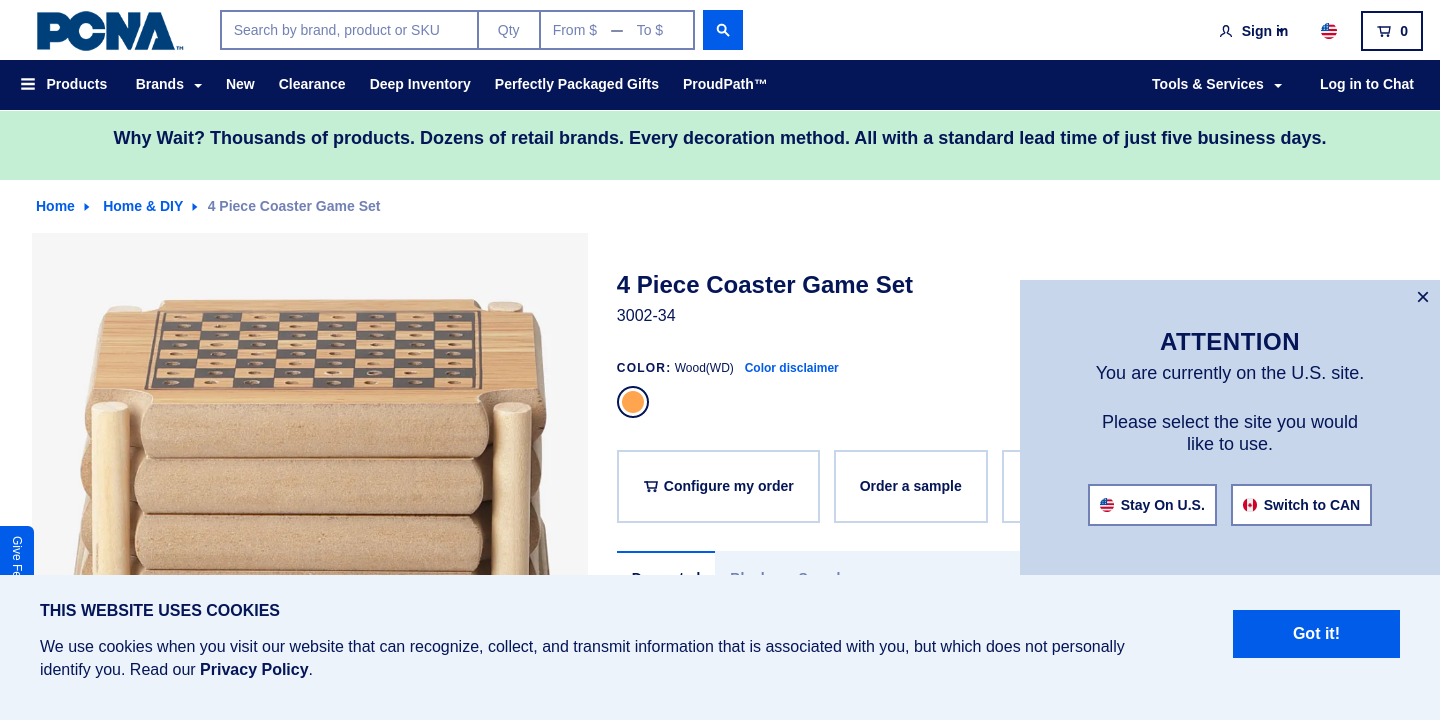 PCNA™
Search by brand, product or SKU
Qty
From $ — To $
Sign in
0
Products
Brands
New
Clearance
Deep Inventory
Perfectly Packaged Gifts
ProudPath™
Tools & Services
Log in to Chat
Why Wait? Thousands of products. Dozens of retail brands. Every decoration method. All with a standard lead time of just five business days.
Home
Home & DIY
4 Piece Coaster Game Set
4 Piece Coaster Game Set
3002-34
COLOR: Wood(WD) Color disclaimer
Configure my order
Order a sample
×
ATTENTION
You are currently on the U.S. site.
Please select the site you would
like to use.
Stay On U.S.
Switch to CAN
Give
THIS WEBSITE USES COOKIES
We use cookies when you visit our website that can recognize, collect, and transmit information that is associated with you, but which does not personally
identify you. Read our Privacy Policy.
Got it!